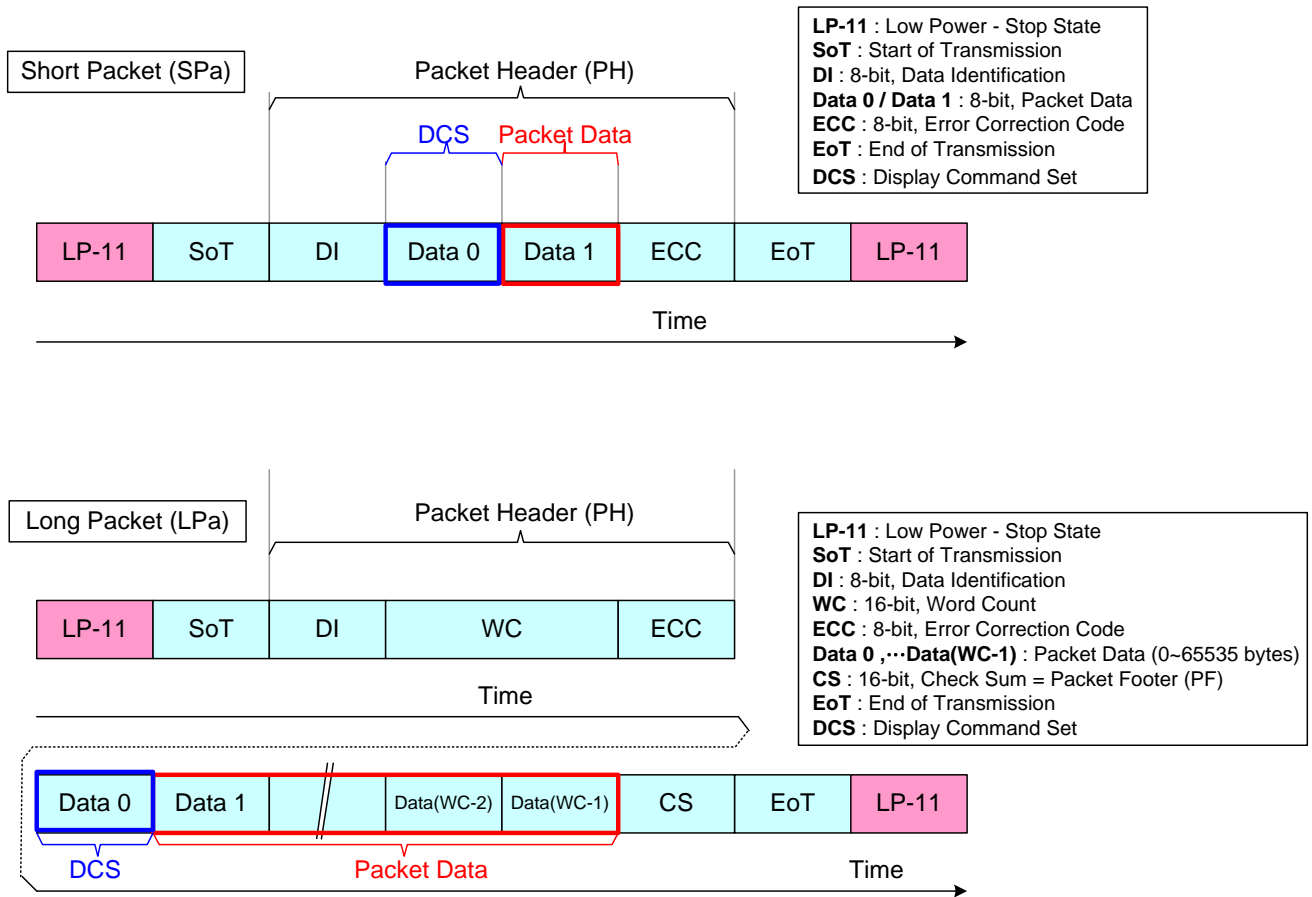 Short Packet (SPa)
Packet Header (PH)
DCS
Packet Data
LP-11 SoT DI Data 0 Data 1 ECC EoT LP-11
Time
LP-11 : Low Power - Stop State
SoT : Start of Transmission
DI : 8-bit, Data Identification
Data 0 / Data 1 : 8-bit, Packet Data
ECC : 8-bit, Error Correction Code
EoT : End of Transmission
DCS : Display Command Set
Long Packet (LPa)
Packet Header (PH)
LP-11 SoT DI WC ECC
Time
LP-11 : Low Power - Stop State
SoT : Start of Transmission
DI : 8-bit, Data Identification
WC : 16-bit, Word Count
ECC : 8-bit, Error Correction Code
Data 0 ,⋯Data(WC-1) : Packet Data (0~65535 bytes)
CS : 16-bit, Check Sum = Packet Footer (PF)
EoT : End of Transmission
DCS : Display Command Set
Data 0 Data 1 // Data(WC-2) Data(WC-1) CS EoT LP-11
DCS
Packet Data
Time